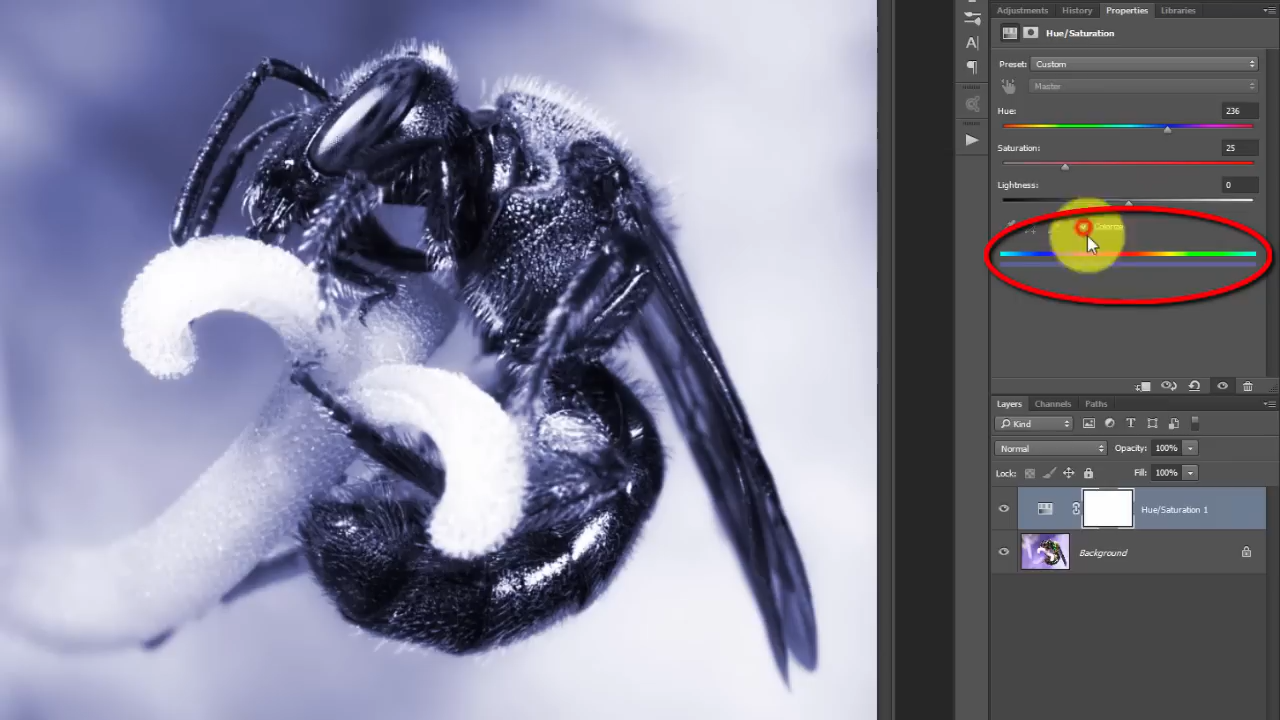 Adjustments History Properties Libraries
Hue/Saturation
Preset: Custom
Master
Hue: 236
Saturation: 25
Lightness: 0
Colorize
Layers Channels Paths
Kind
Normal Opacity: 100%
Lock: Fill: 100%
Hue/Saturation 1
Background